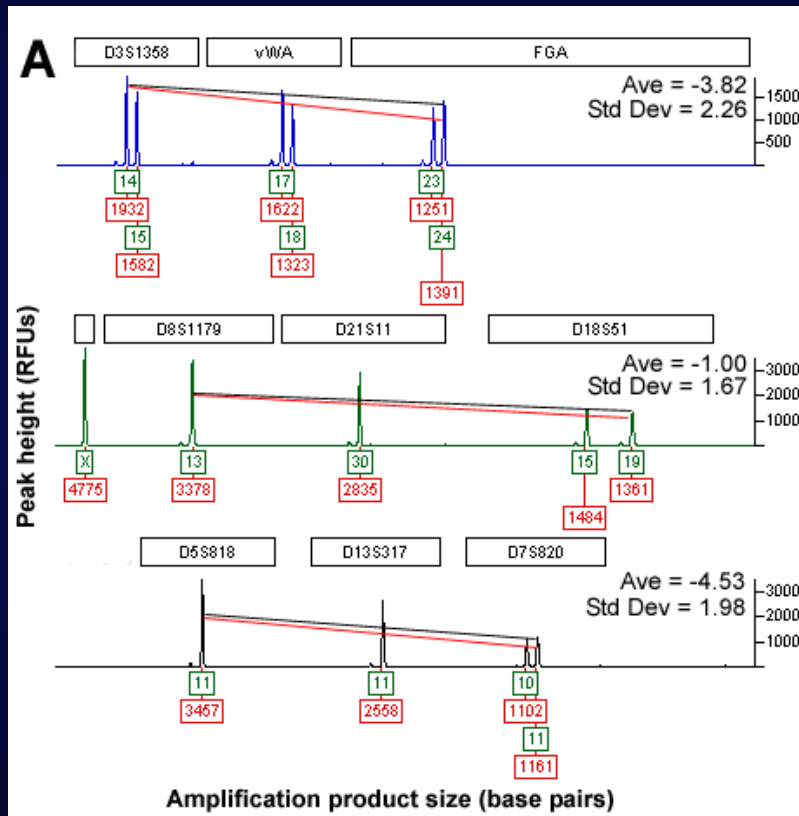 A
D3S1358 vWA FGA
Ave = -3.82
Std Dev = 2.26
1500
1000
500
14 17 23
1932 1622 1251
15 18 24
1582 1323
1391
D8S1179 D21S11 D18S51
Ave = -1.00
Std Dev = 1.67
3000
2000
1000
X 13 30 15 19
4775 3378 2835 1361
1484
D5S818 D13S317 D7S820
Ave = -4.53
Std Dev = 1.98
3000
2000
1000
11 11 10
3457 2558 1102
11
1161
Peak height (RFUs)
Amplification product size (base pairs)